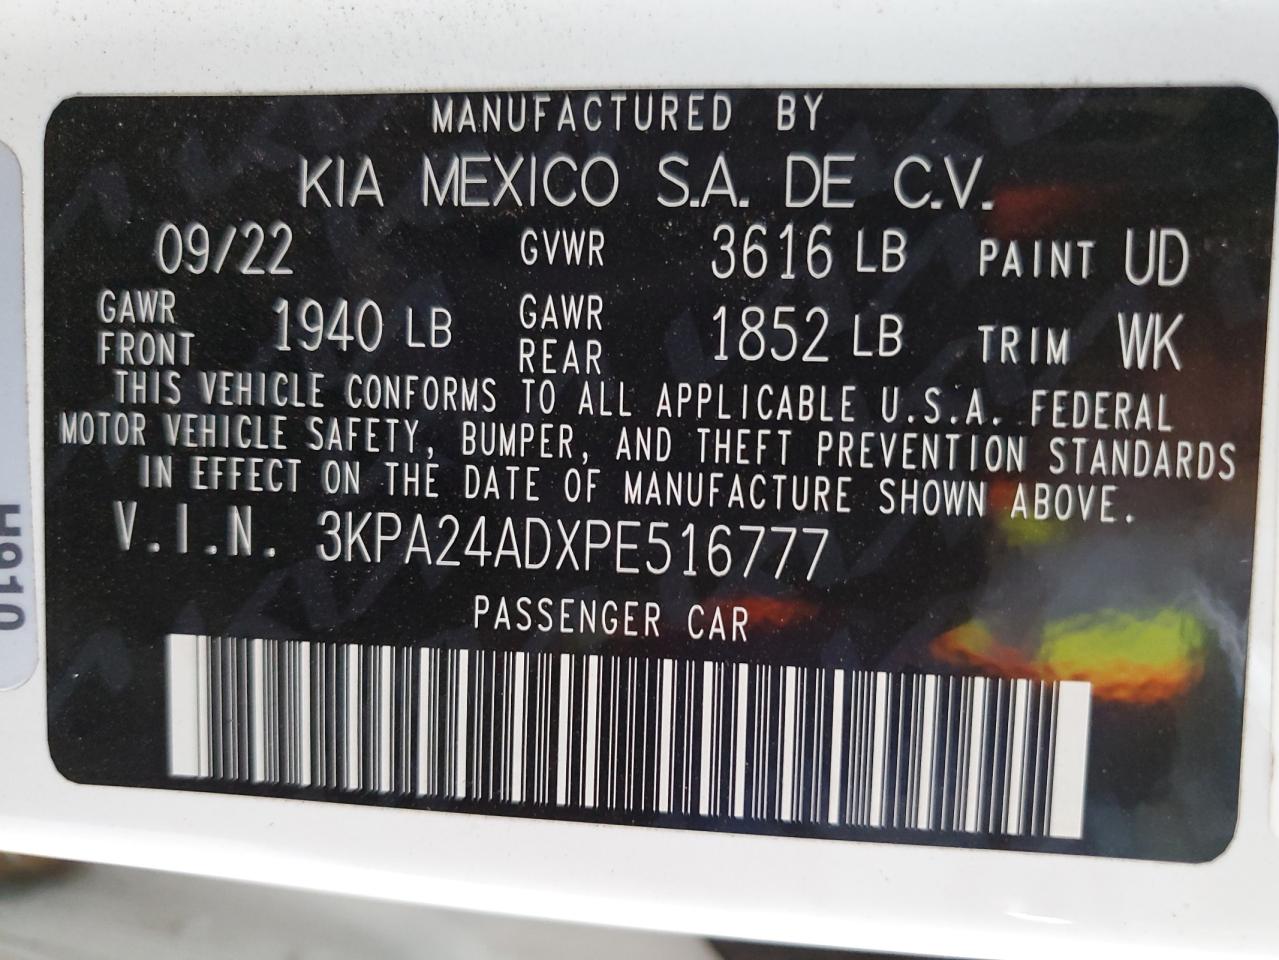 MANUFACTURED BY
KIA MEXICO S.A. DE C.V.
09/22 GVWR 3616 LB PAINT UD
GAWR FRONT 1940 LB GAWR REAR 1852 LB TRIM WK
THIS VEHICLE CONFORMS TO ALL APPLICABLE U.S.A. FEDERAL
MOTOR VEHICLE SAFETY, BUMPER, AND THEFT PREVENTION STANDARDS
IN EFFECT ON THE DATE OF MANUFACTURE SHOWN ABOVE.
V.I.N. 3KPA24ADXPE516777
PASSENGER CAR